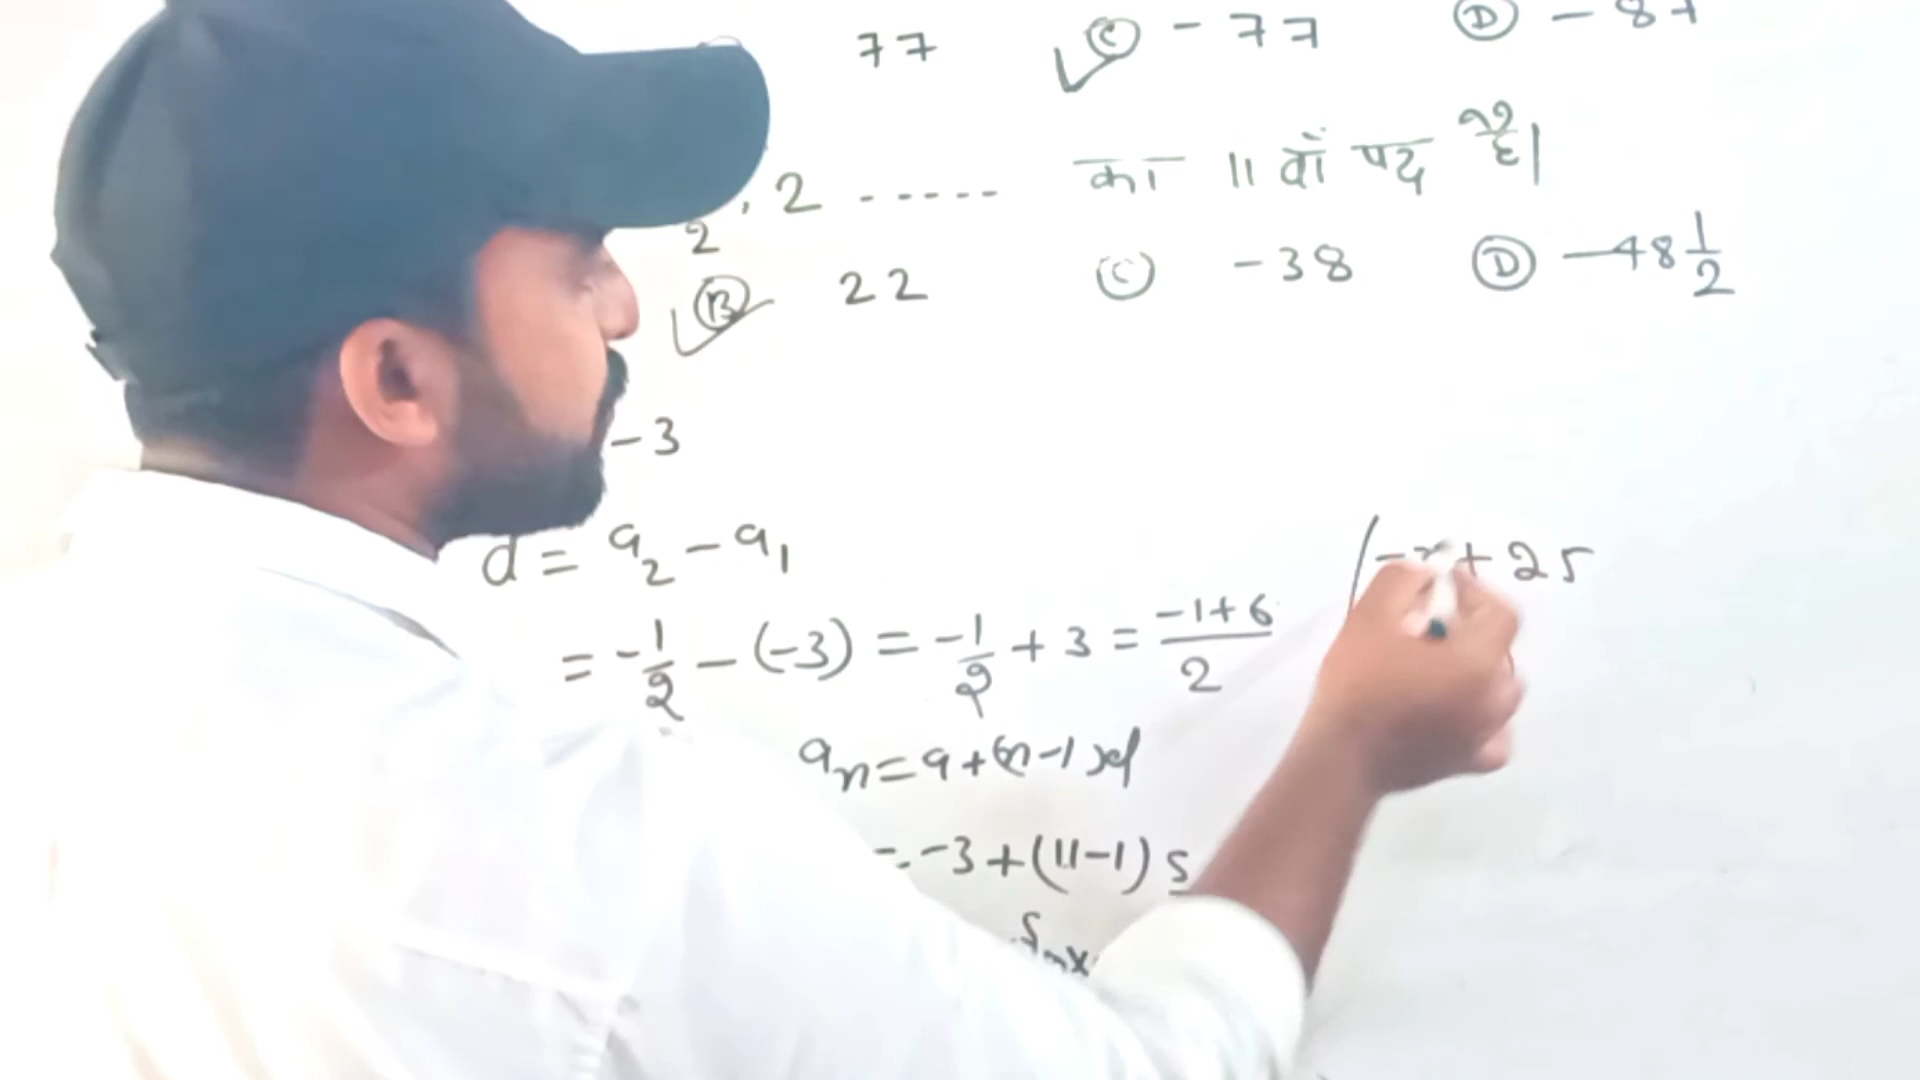 77 ✓Ⓒ -77 Ⓓ -87
2 , 2 ------ का 11 वाँ पद है।
✓Ⓑ 22 Ⓒ -38 Ⓓ -48 1/2
-3
d = a₂ - a₁
= -1/2 - (-3) = -1/2 + 3 = (-1+6)/2
aₙ = a + (n-1)d
= -3 + (11-1) 5
+ 25